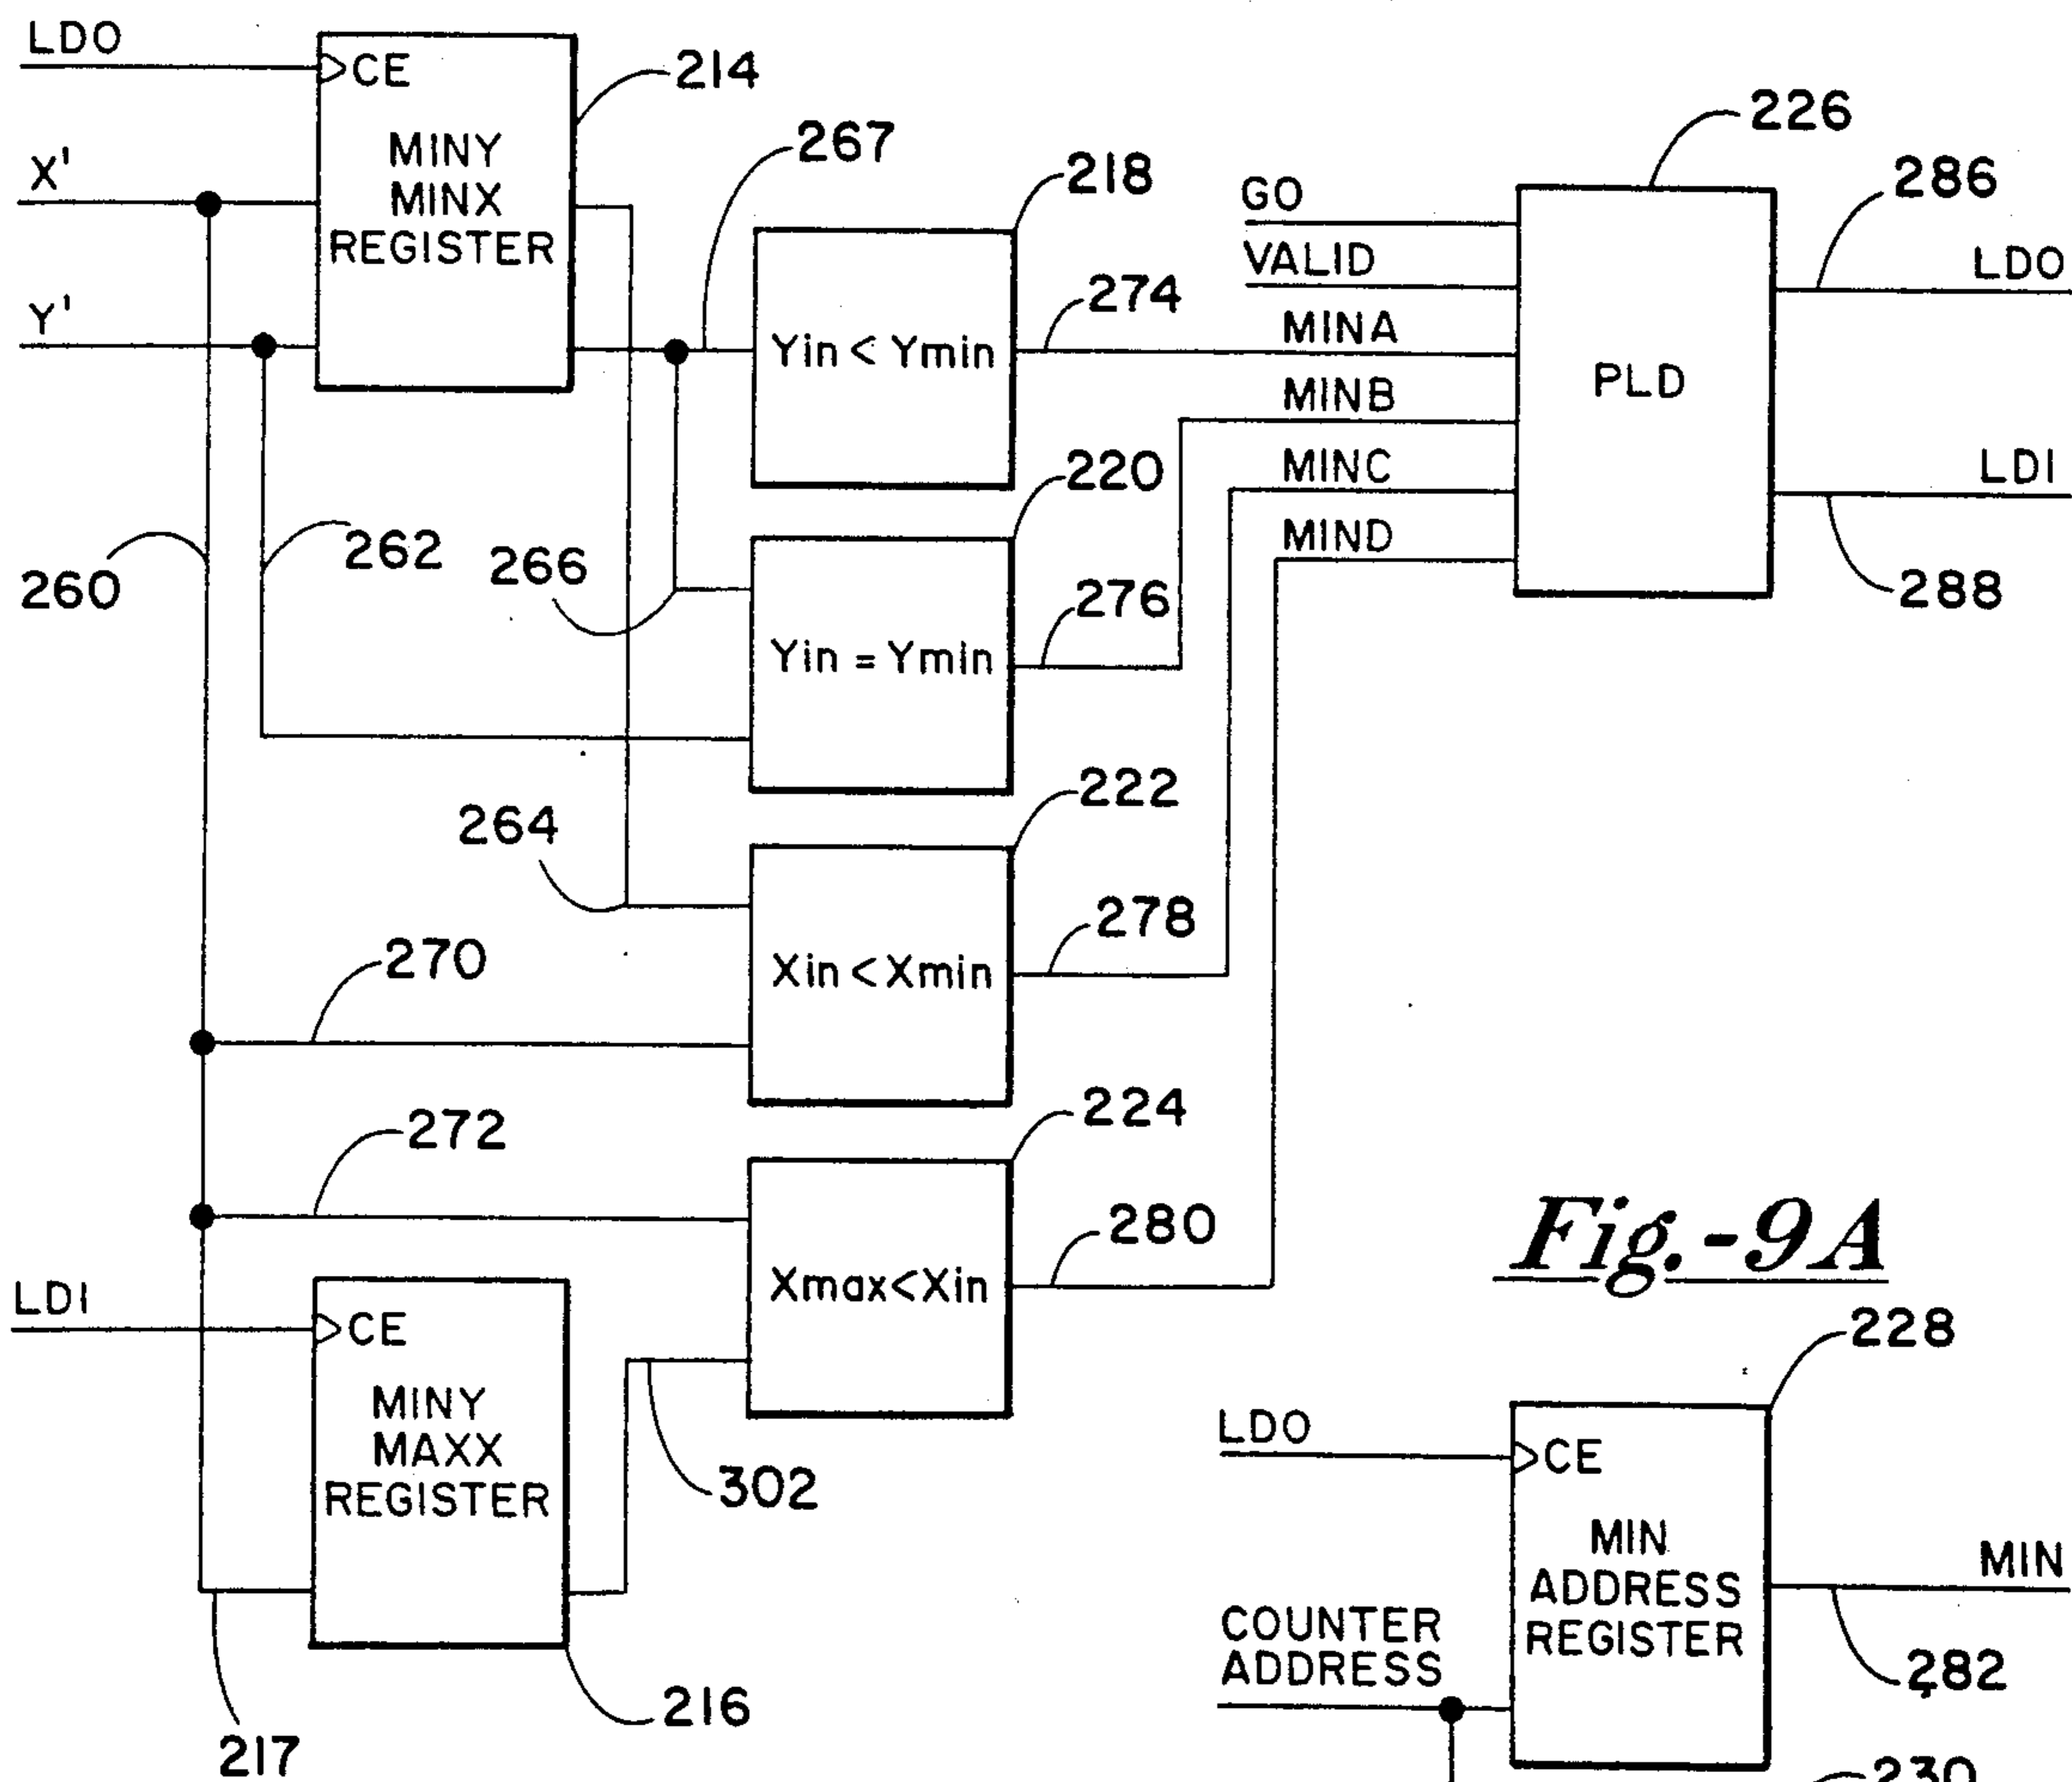 LDO
CE
214
X'
MINY
MINX
REGISTER
Y'
267
218
Yin < Ymin
274
226
286
GO
VALID
MINA
MINB
MINC
MIND
PLD
LDO
LDI
288
260
262
266
220
Yin = Ymin
276
264
222
Xin < Xmin
278
270
272
224
Xmax<Xin
280
Fig.-9A
LDI
CE
MINY
MAXX
REGISTER
302
217
216
228
LDO
CE
MIN
ADDRESS
REGISTER
MIN
282
COUNTER
ADDRESS
230